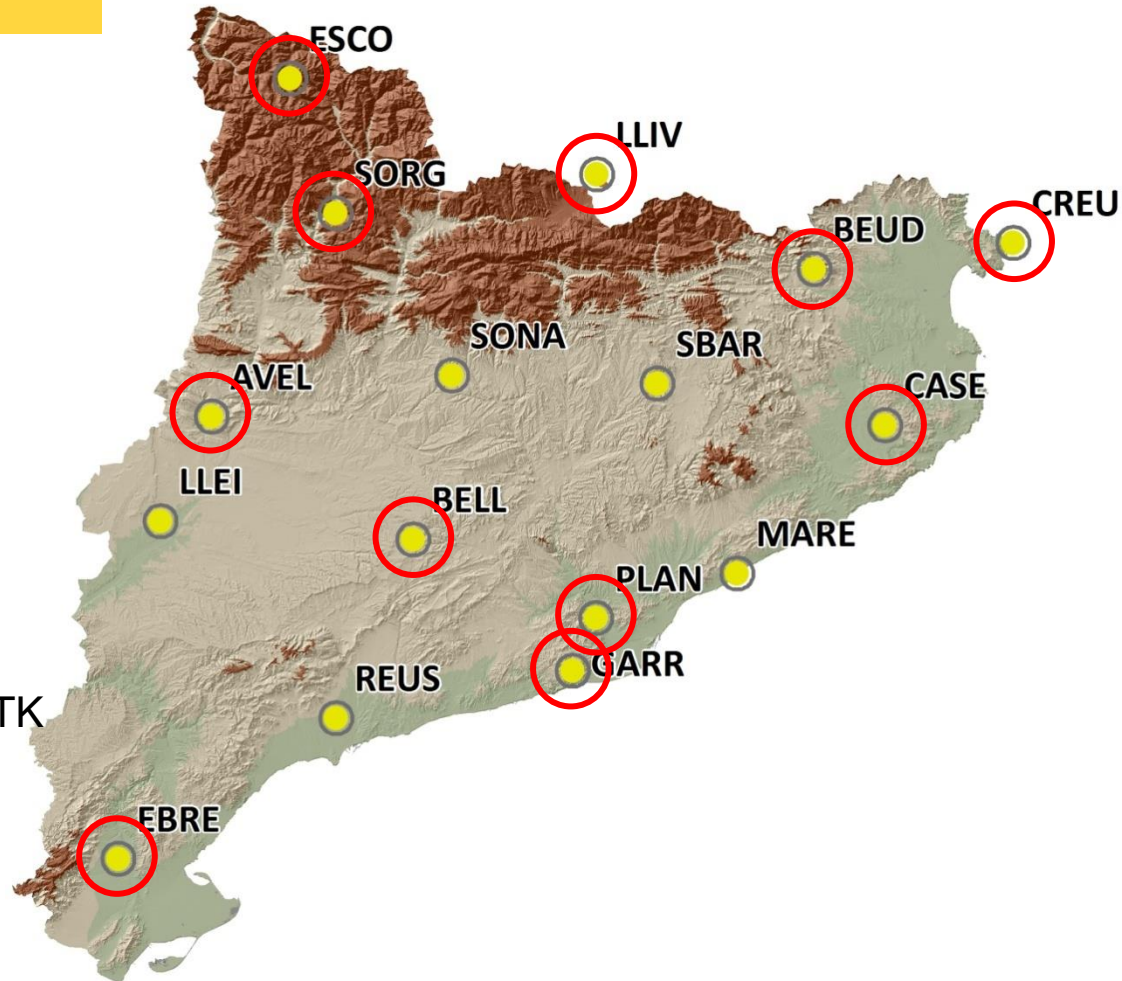 ESCO
LLIV
SORG
CREU
BEUD
SONA
SBAR
AVEL
CASE
LLEI
BELL
MARE
PLAN
GARR
REUS
TK
EBRE